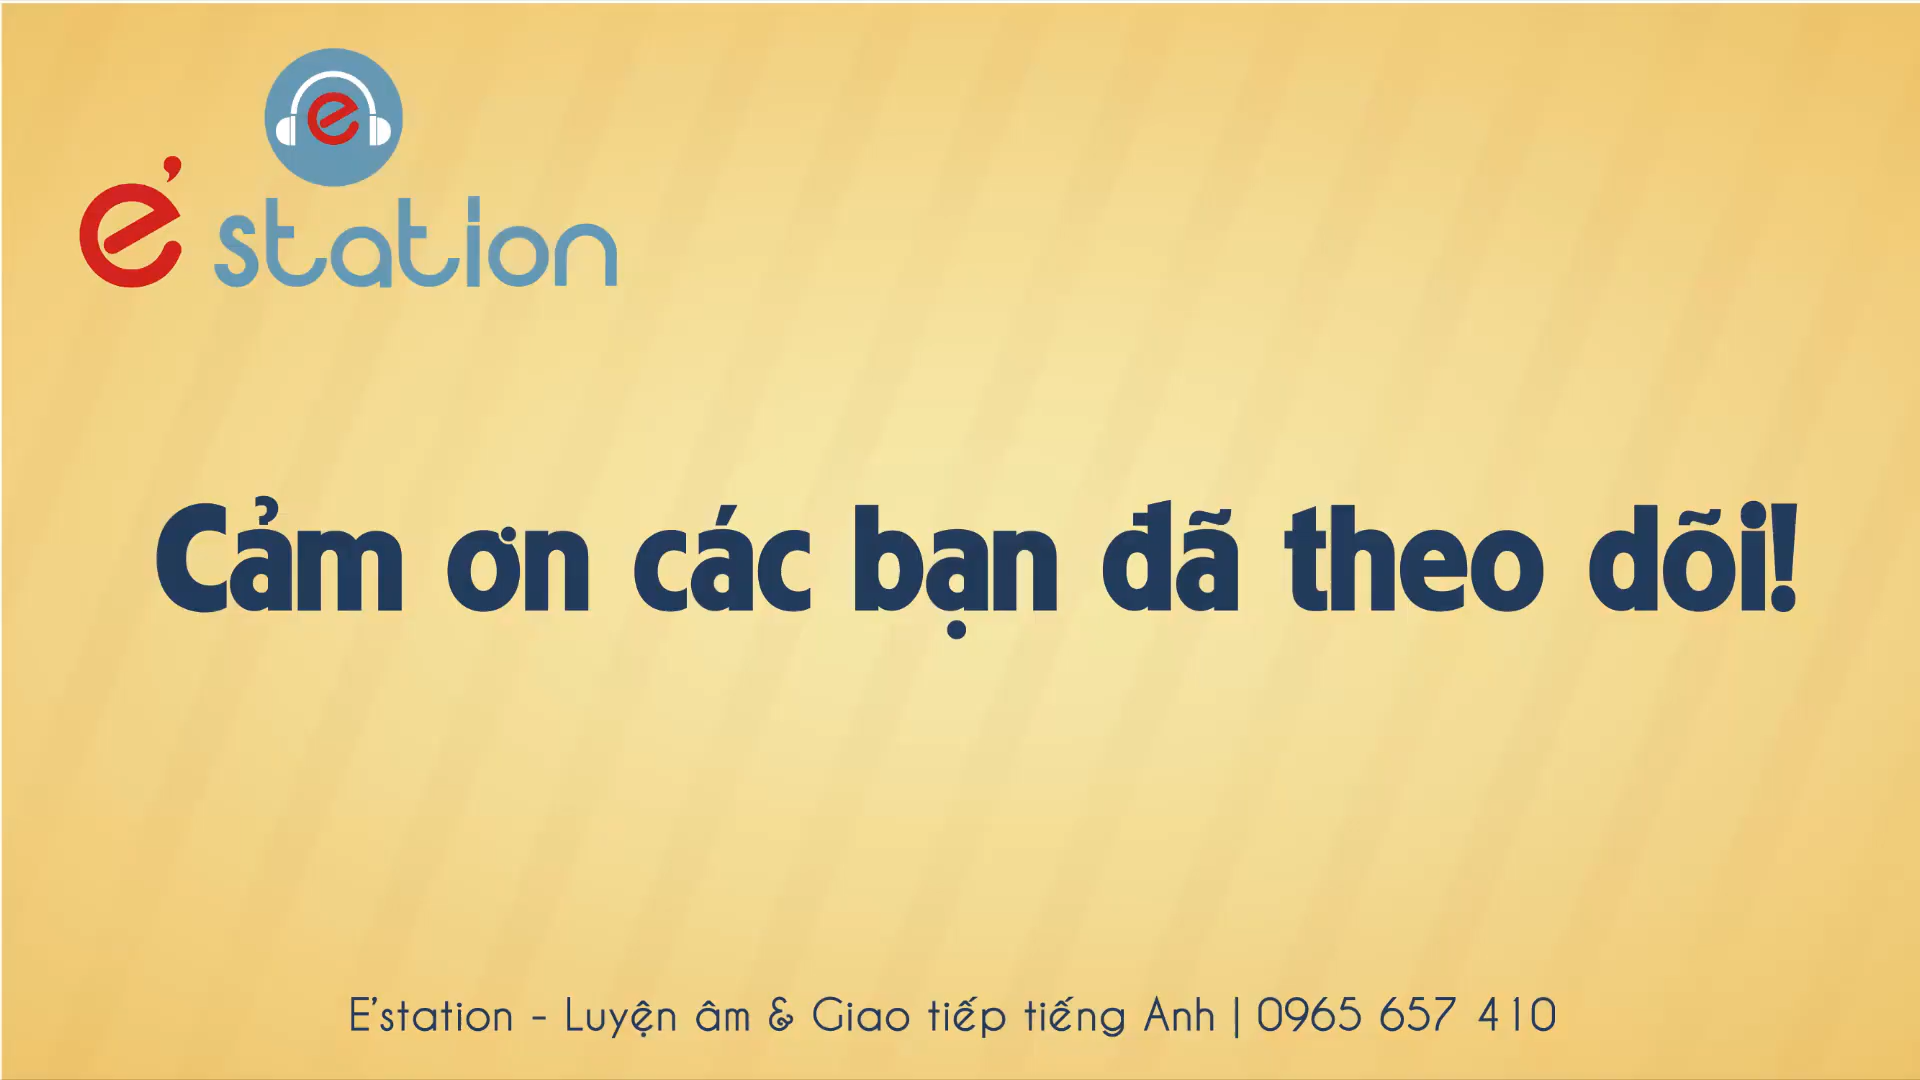 e
e'station
Cảm ơn các bạn đã theo dõi!
E'station - Luyện âm & Giao tiếp tiếng Anh | 0965 657 410